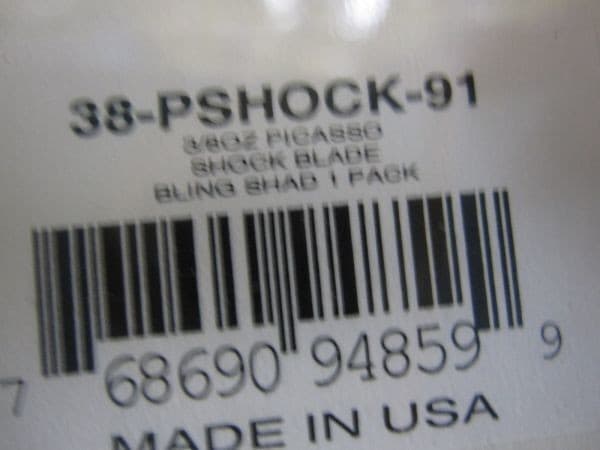 38-PSHOCK-91
3/8OZ PICASSO
SHOCK BLADE
BLING SHAD 1 PACK
7 68690 94859 9
MADE IN USA